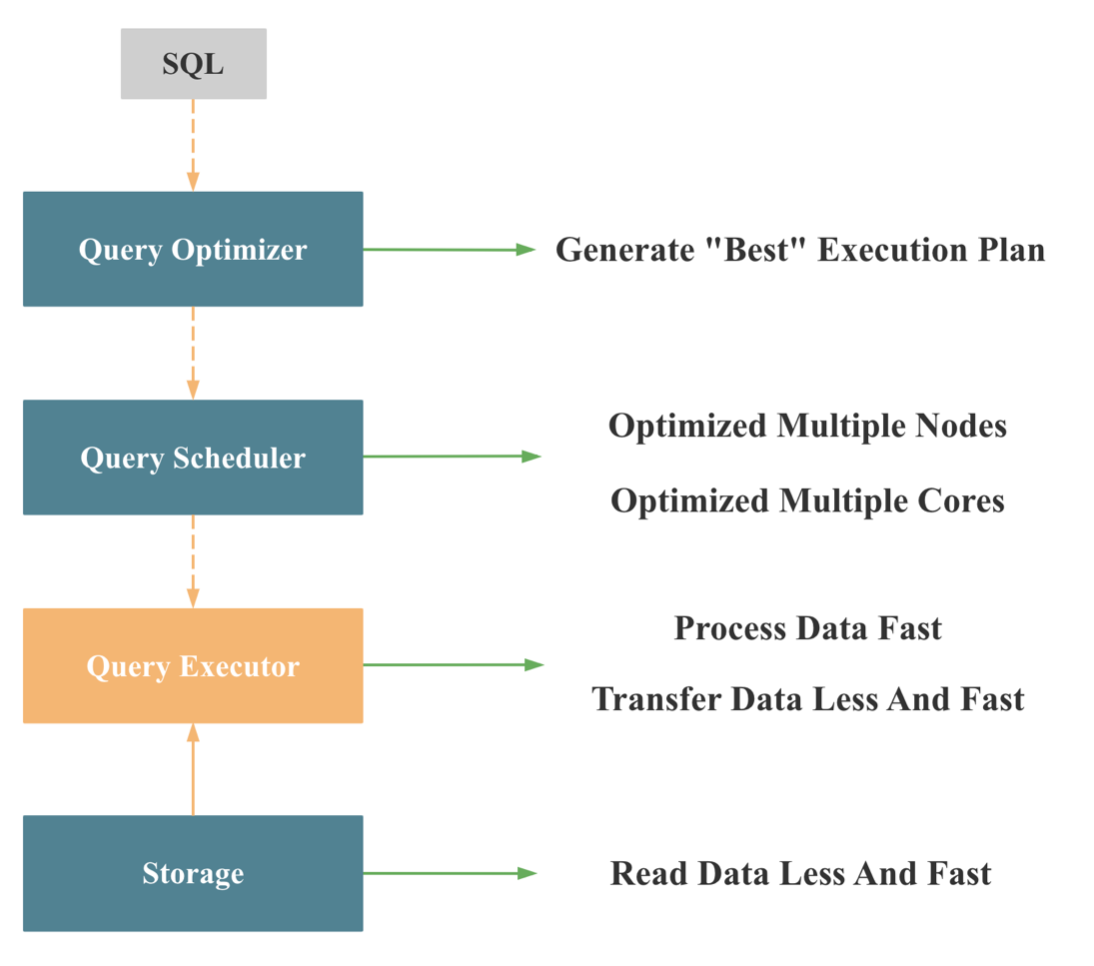 SQL
Query Optimizer
Generate "Best" Execution Plan
Query Scheduler
Optimized Multiple Nodes
Optimized Multiple Cores
Query Executor
Process Data Fast
Transfer Data Less And Fast
Storage
Read Data Less And Fast